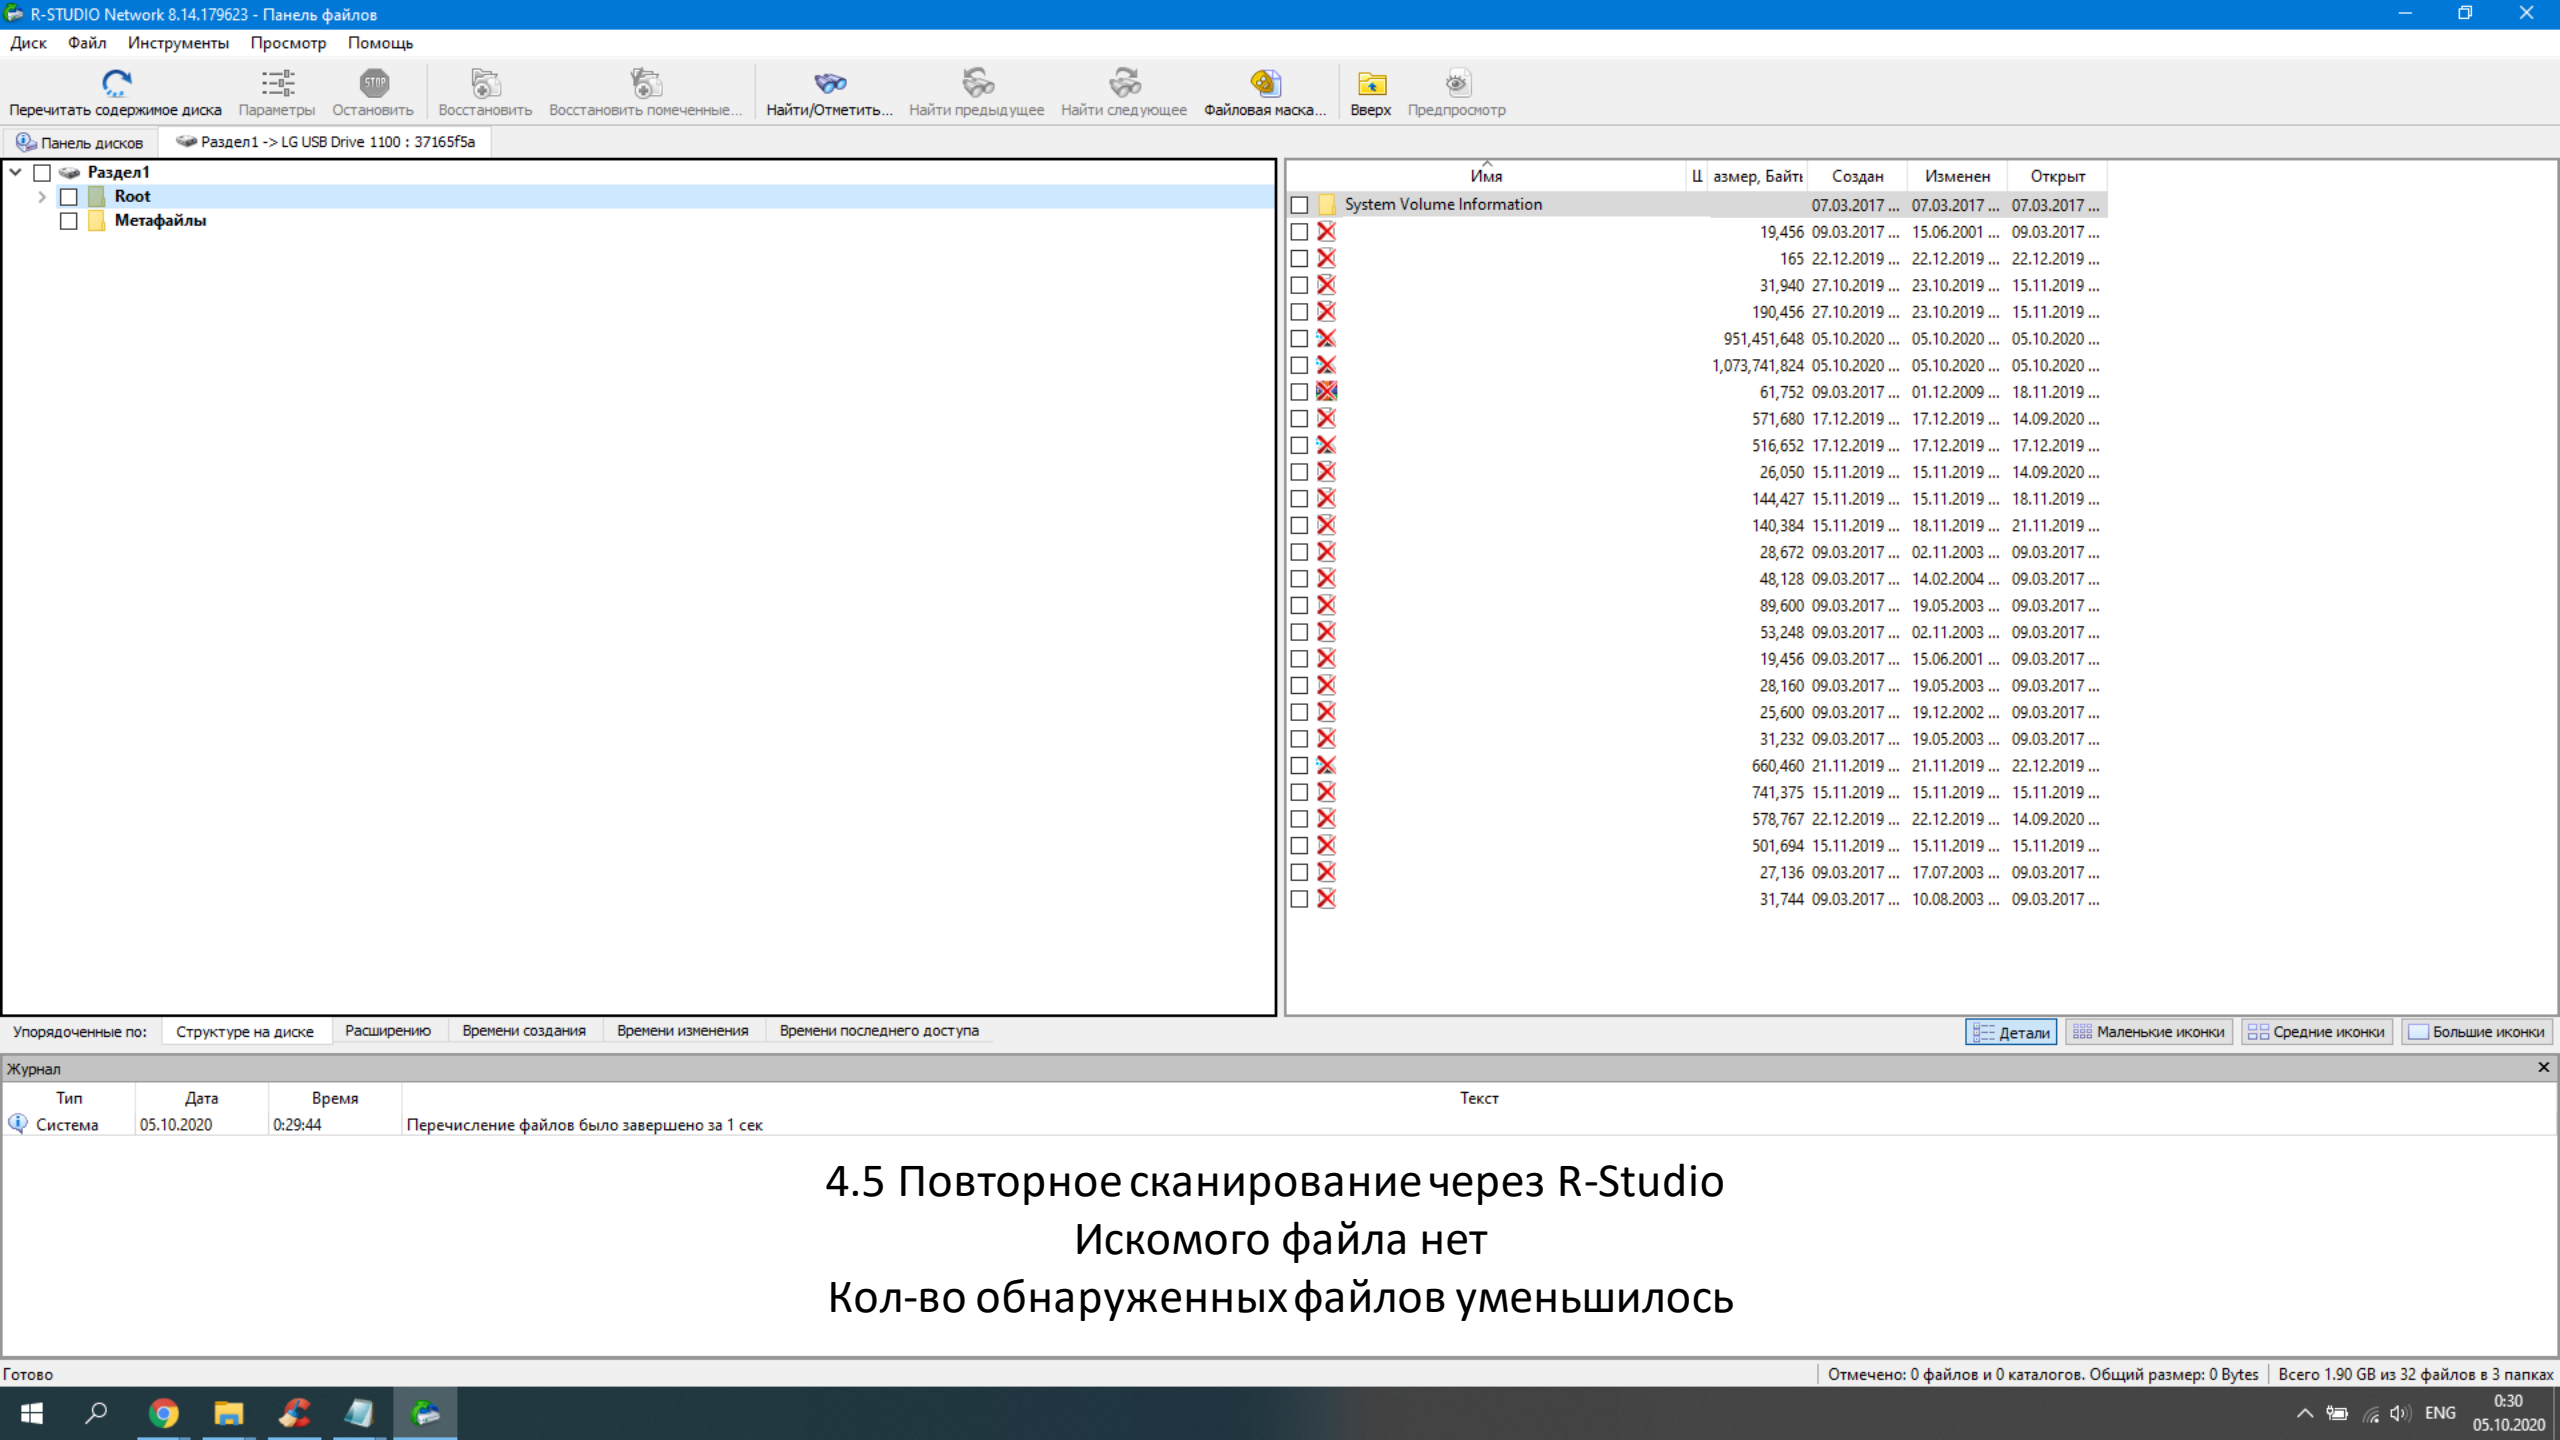 R-STUDIO Network 8.14.179623 - Панель файлов
Диск Файл Инструменты Просмотр Помощь
Перечитать содержимое диска Параметры Остановить Восстановить Восстановить помеченные... Найти/Отметить... Найти предыдущее Найти следующее Файловая маска... Вверх Предпросмотр
Панель дисков Раздел1 -> LG USB Drive 1100 : 37165f5a
Раздел1
Root
Метафайлы
Имя Ц азмер, Байты Создан Изменен Открыт
System Volume Information 07.03.2017 ... 07.03.2017 ... 07.03.2017 ...
19,456 09.03.2017 ... 15.06.2001 ... 09.03.2017 ...
165 22.12.2019 ... 22.12.2019 ... 22.12.2019 ...
31,940 27.10.2019 ... 23.10.2019 ... 15.11.2019 ...
190,456 27.10.2019 ... 23.10.2019 ... 15.11.2019 ...
951,451,648 05.10.2020 ... 05.10.2020 ... 05.10.2020 ...
1,073,741,824 05.10.2020 ... 05.10.2020 ... 05.10.2020 ...
61,752 09.03.2017 ... 01.12.2009 ... 18.11.2019 ...
571,680 17.12.2019 ... 17.12.2019 ... 14.09.2020 ...
516,652 17.12.2019 ... 17.12.2019 ... 17.12.2019 ...
26,050 15.11.2019 ... 15.11.2019 ... 14.09.2020 ...
144,427 15.11.2019 ... 15.11.2019 ... 18.11.2019 ...
140,384 15.11.2019 ... 18.11.2019 ... 21.11.2019 ...
28,672 09.03.2017 ... 02.11.2003 ... 09.03.2017 ...
48,128 09.03.2017 ... 14.02.2004 ... 09.03.2017 ...
89,600 09.03.2017 ... 19.05.2003 ... 09.03.2017 ...
53,248 09.03.2017 ... 02.11.2003 ... 09.03.2017 ...
19,456 09.03.2017 ... 15.06.2001 ... 09.03.2017 ...
28,160 09.03.2017 ... 19.05.2003 ... 09.03.2017 ...
25,600 09.03.2017 ... 19.12.2002 ... 09.03.2017 ...
31,232 09.03.2017 ... 19.05.2003 ... 09.03.2017 ...
660,460 21.11.2019 ... 21.11.2019 ... 22.12.2019 ...
741,375 15.11.2019 ... 15.11.2019 ... 15.11.2019 ...
578,767 22.12.2019 ... 22.12.2019 ... 14.09.2020 ...
501,694 15.11.2019 ... 15.11.2019 ... 15.11.2019 ...
27,136 09.03.2017 ... 17.07.2003 ... 09.03.2017 ...
31,744 09.03.2017 ... 10.08.2003 ... 09.03.2017 ...
Упорядоченные по: Структуре на диске Расширению Времени создания Времени изменения Времени последнего доступа Детали Маленькие иконки Средние иконки Большие иконки
Журнал
Тип Дата Время Текст
Система 05.10.2020 0:29:44 Перечисление файлов было завершено за 1 сек
4.5 Повторное сканирование через R-Studio
Искомого файла нет
Кол-во обнаруженных файлов уменьшилось
Готово Отмечено: 0 файлов и 0 каталогов. Общий размер: 0 Bytes Всего 1.90 GB из 32 файлов в 3 папках
ENG 0:30
05.10.2020